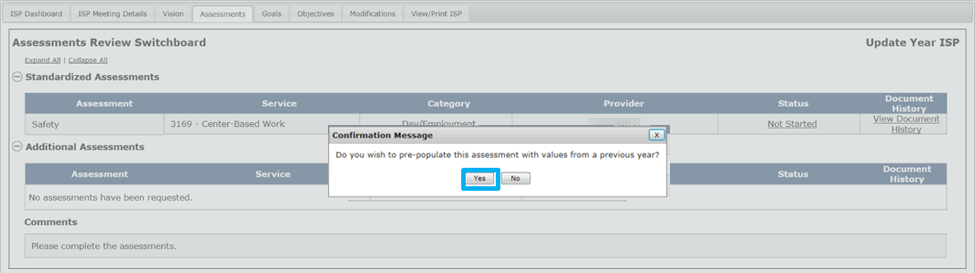 ISP Dashboard ISP Meeting Details Vision Assessments Goals Objectives Modifications View/Print ISP
Assessments Review Switchboard Update Year ISP
Expand All | Collapse All
Standardized Assessments
Assessment Service Category Provider Status Document History
Safety 3169 - Center-Based Work Day/Employment Not Started View Document History
Confirmation Message X
Do you wish to pre-populate this assessment with values from a previous year?
Yes No
Additional Assessments
Assessment Service Status Document History
No assessments have been requested.
Comments
Please complete the assessments.